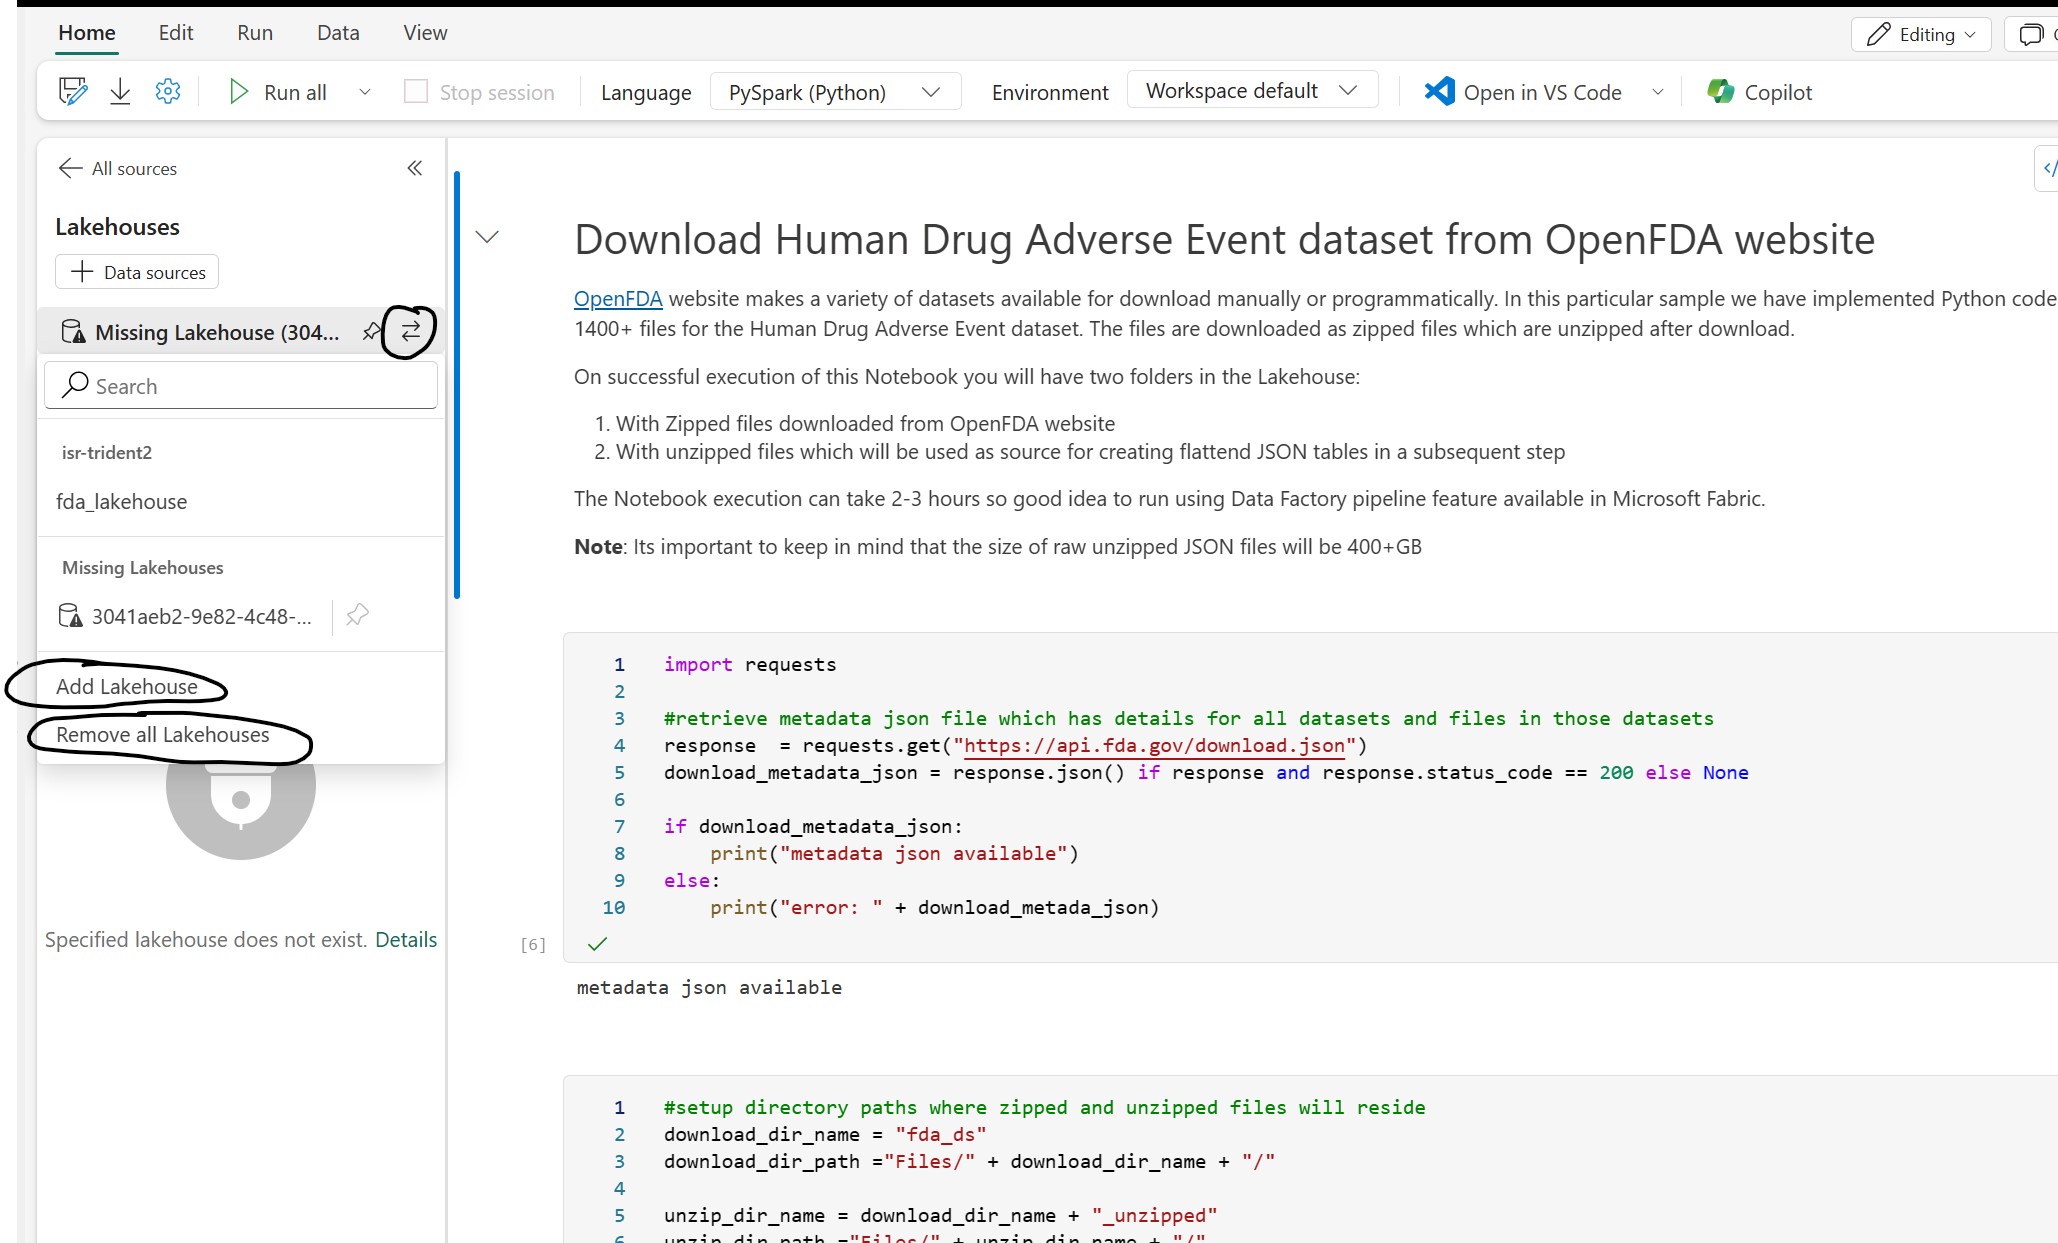 Home Edit Run Data View Editing
Run all Stop session Language PySpark (Python) Environment Workspace default Open in VS Code Copilot
All sources
Lakehouses
Data sources
Missing Lakehouse (304...
Search
isr-trident2
fda_lakehouse
Missing Lakehouses
3041aeb2-9e82-4c48-...
Add Lakehouse
Remove all Lakehouses
Specified lakehouse does not exist. Details
Download Human Drug Adverse Event dataset from OpenFDA website
OpenFDA website makes a variety of datasets available for download manually or programmatically. In this particular sample we have implemented Python code
1400+ files for the Human Drug Adverse Event dataset. The files are downloaded as zipped files which are unzipped after download.
On successful execution of this Notebook you will have two folders in the Lakehouse:
1. With Zipped files downloaded from OpenFDA website
2. With unzipped files which will be used as source for creating flattend JSON tables in a subsequent step
The Notebook execution can take 2-3 hours so good idea to run using Data Factory pipeline feature available in Microsoft Fabric.
Note: Its important to keep in mind that the size of raw unzipped JSON files will be 400+GB
1 import requests
2
3 #retrieve metadata json file which has details for all datasets and files in those datasets
4 response  = requests.get("https://api.fda.gov/download.json")
5 download_metadata_json = response.json() if response and response.status_code == 200 else None
6
7 if download_metadata_json:
8     print("metadata json available")
9 else:
10     print("error: " + download_metada_json)
[6]
metadata json available
1 #setup directory paths where zipped and unzipped files will reside
2 download_dir_name = "fda_ds"
3 download_dir_path ="Files/" + download_dir_name + "/"
4
5 unzip_dir_name = download_dir_name + "_unzipped"
6 unzip_dir_path ="Files/" + unzip_dir_name + "/"